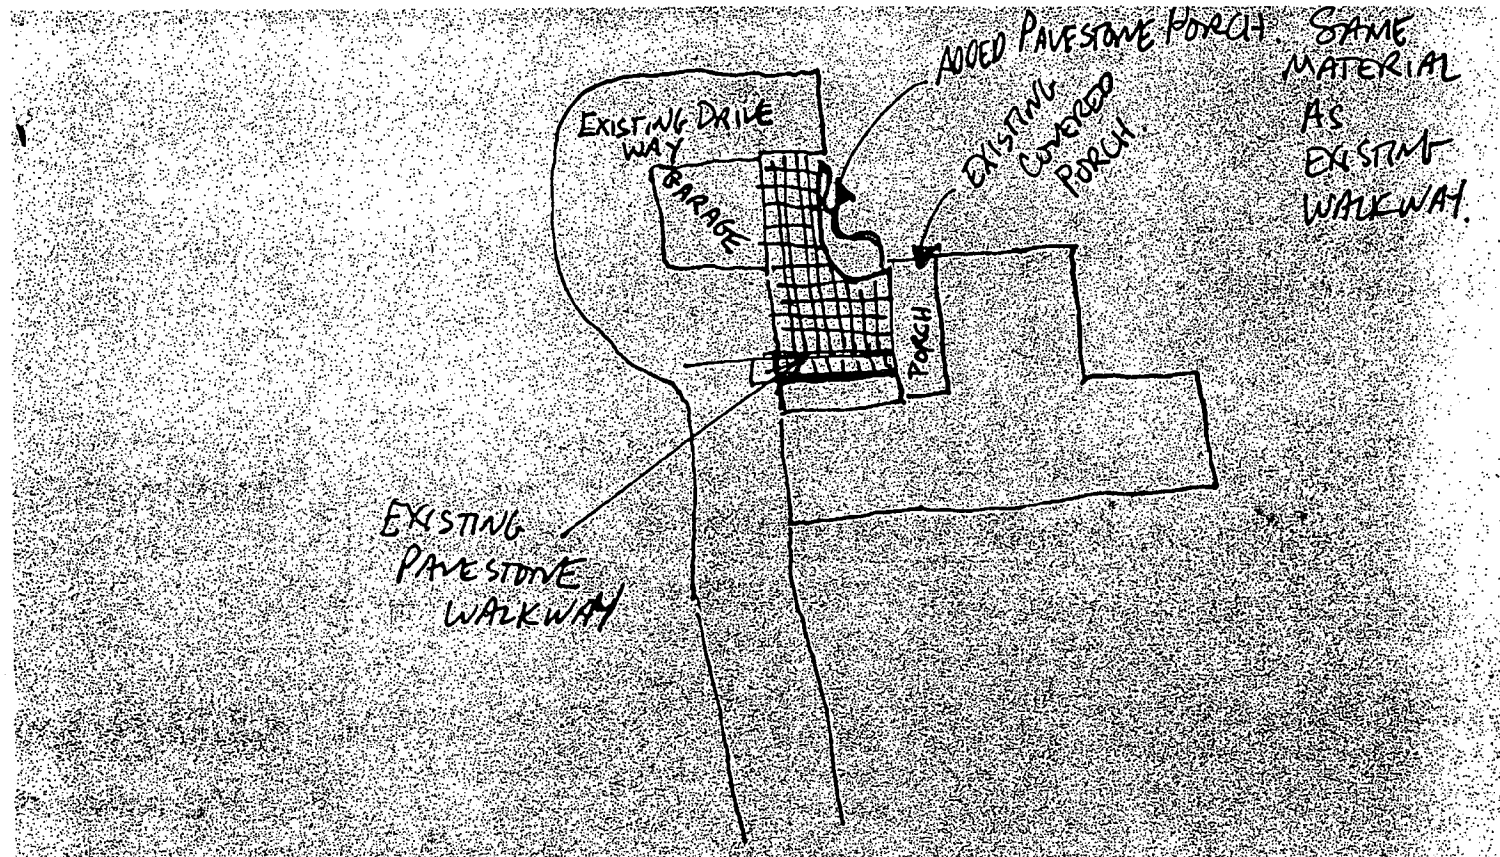 ADDED PAVESTONE PORCH. SAME
MATERIAL
AS
EXISTING
WALKWAY.
EXISTING
COVERED
PORCH.
EXISTING DRIVE
WAY
GARAGE
PORCH
EXISTING
PAVESTONE
WALKWAY